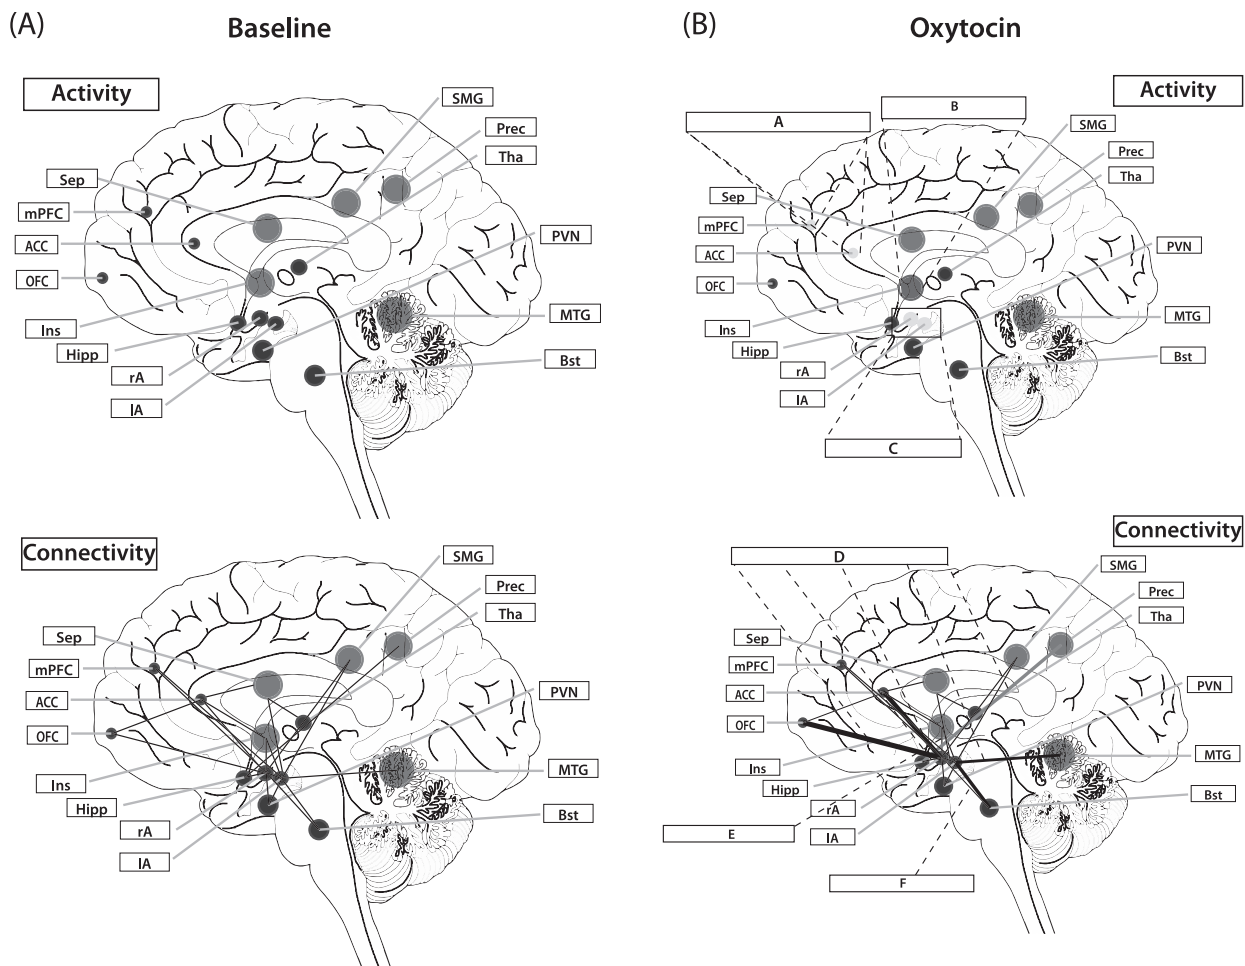 (A)
Baseline
Activity
SMG
Prec
Tha
Sep
mPFC
ACC
OFC
PVN
Ins
Hipp
rA
lA
MTG
Bst
Connectivity
SMG
Prec
Tha
Sep
mPFC
ACC
OFC
PVN
Ins
Hipp
rA
lA
MTG
Bst
(B)
Oxytocin
Activity
A
B
SMG
Prec
Tha
Sep
mPFC
ACC
OFC
PVN
Ins
Hipp
rA
lA
MTG
Bst
C
Connectivity
D
SMG
Prec
Tha
Sep
mPFC
ACC
OFC
PVN
Ins
Hipp
rA
lA
MTG
Bst
E
F